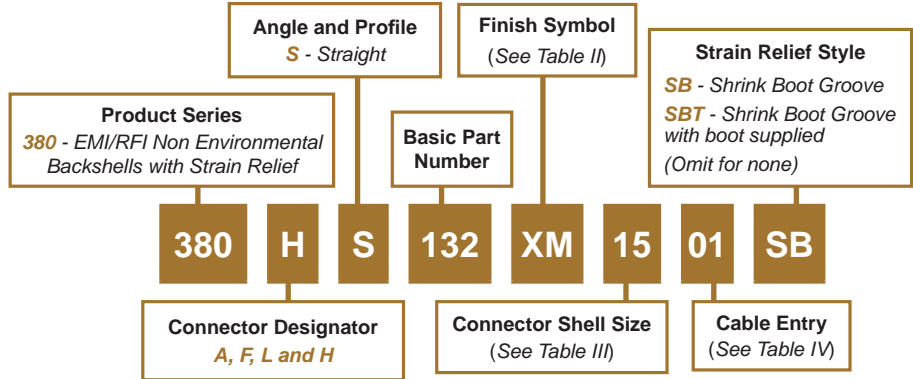 Angle and Profile
S - Straight
Finish Symbol
(See Table II)
Strain Relief Style
SB - Shrink Boot Groove
SBT - Shrink Boot Groove
with boot supplied
(Omit for none)
Product Series
380 - EMI/RFI Non Environmental
Backshells with Strain Relief
Basic Part
Number
380 H S 132 XM 15 01 SB
Connector Designator
A, F, L and H
Connector Shell Size
(See Table III)
Cable Entry
(See Table IV)